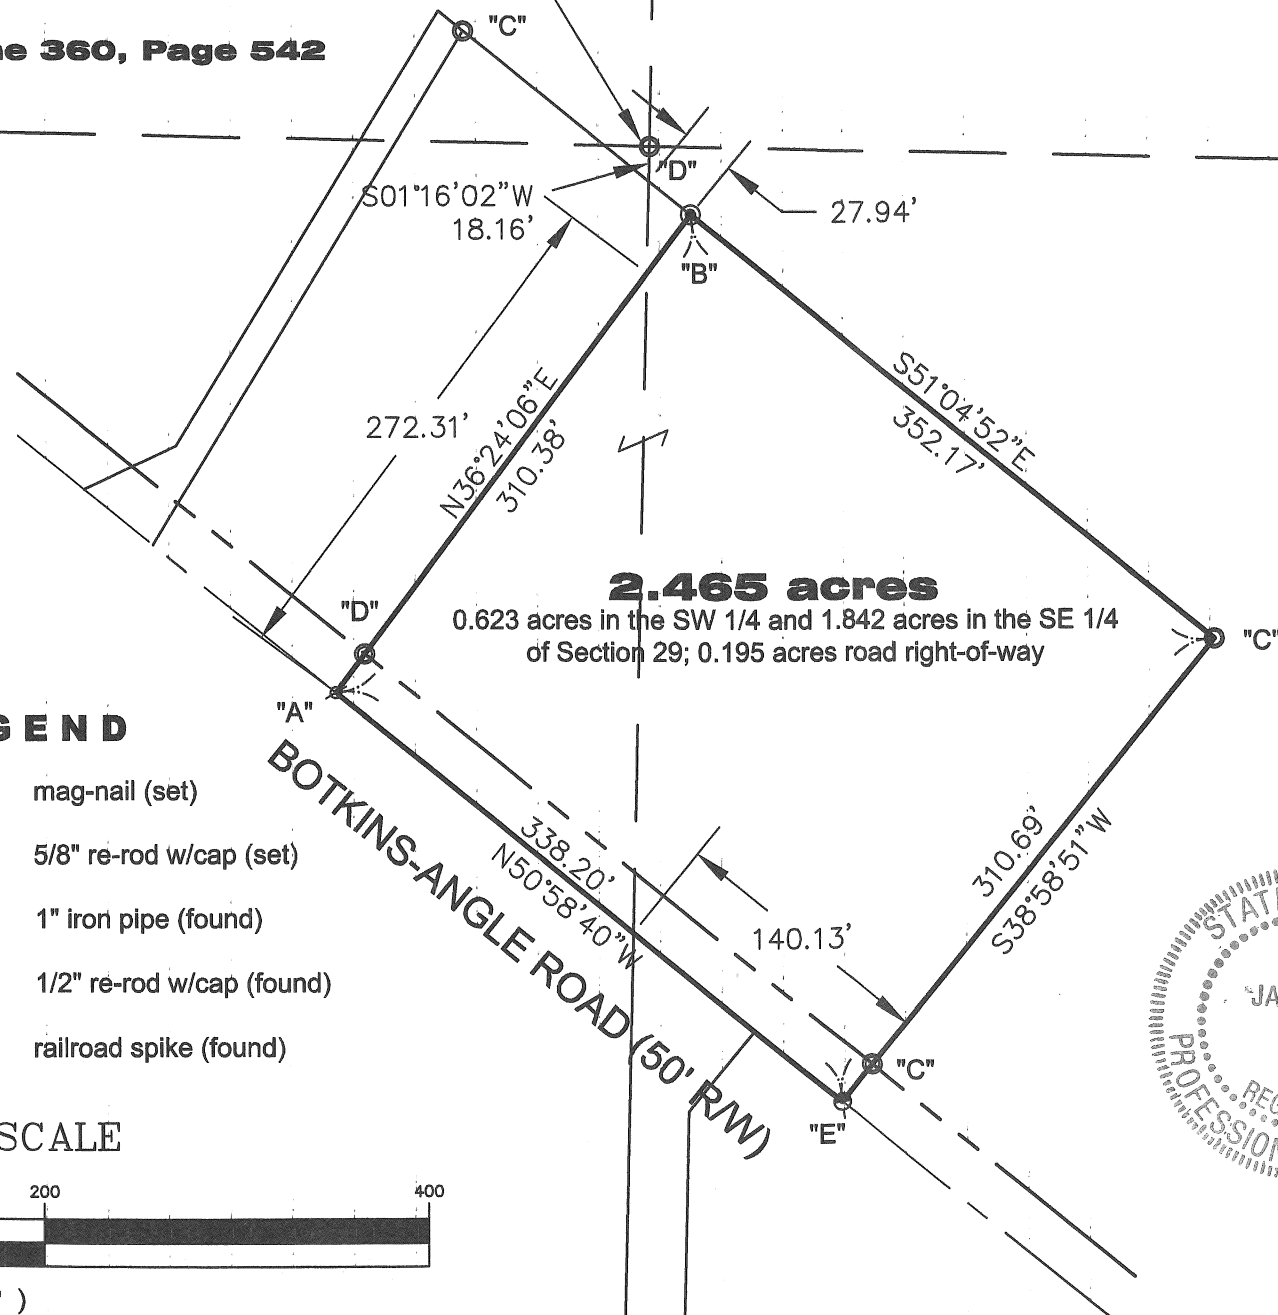 "C"
360, Page 542
"D"
S01°16'02"W
18.16'
27.94'
"B"
S51°04'52"E
352.17'
272.31'
N36°24'06"E
310.38'
2.465 acres
0.623 acres in the SW 1/4 and 1.842 acres in the SE 1/4
of Section 29; 0.195 acres road right-of-way
"D"
"C"
"A"
mag-nail (set)
5/8" re-rod w/cap (set)
1" iron pipe (found)
1/2" re-rod w/cap (found)
railroad spike (found)
BOTKINS-ANGLE ROAD (50' R/W)
338.20'
N50°58'40"W
140.13'
310.69'
S38°58'51"W
"C"
"E"
SCALE
200 400
)